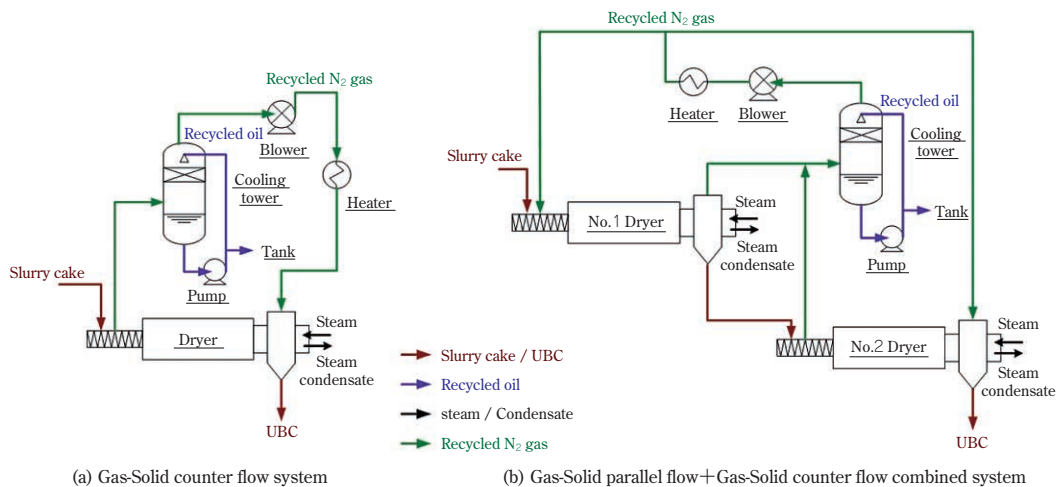 Recycled N₂ gas
Recycled oil
Blower
Cooling
tower
Heater
Tank
Slurry cake
Pump
Dryer
Steam
Steam
condensate
UBC
Slurry cake / UBC
Recycled oil
steam / Condensate
Recycled N₂ gas
(a) Gas-Solid counter flow system
Recycled N₂ gas
Heater
Blower
Recycled oil
Cooling
tower
Slurry cake
No.1 Dryer
Steam
Steam
condensate
Tank
Pump
No.2 Dryer
Steam
Steam
condensate
UBC
(b) Gas-Solid parallel flow+Gas-Solid counter flow combined system